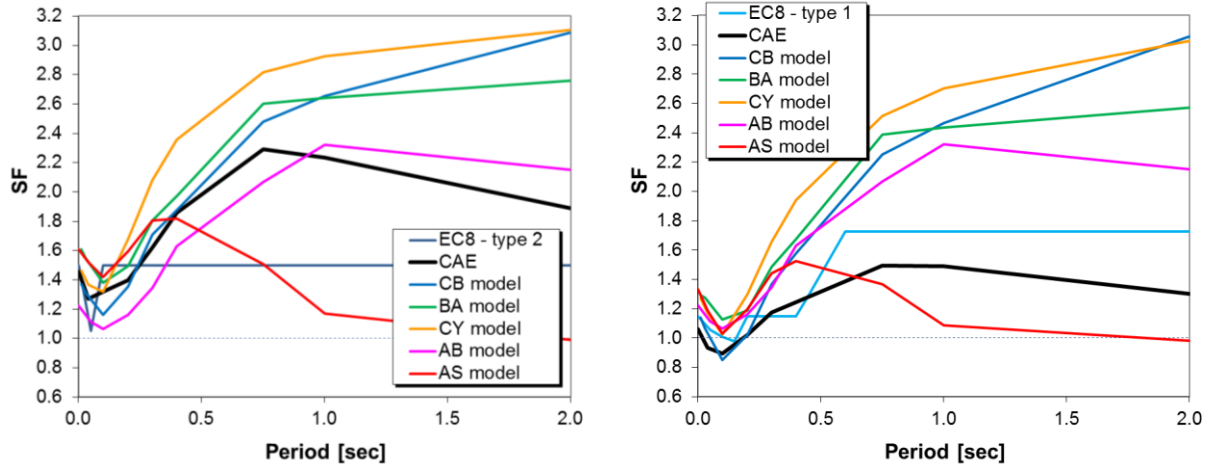 3.2
3.0
2.8
2.6
2.4
2.2
2.0
1.8
1.6
1.4
1.2
1.0
0.8
0.6
SF
0.0
0.5
1.0
1.5
2.0
Period [sec]
EC8 - type 2
CAE
CB model
BA model
CY model
AB model
AS model
3.2
3.0
2.8
2.6
2.4
2.2
2.0
1.8
1.6
1.4
1.2
1.0
0.8
0.6
SF
0.0
0.5
1.0
1.5
2.0
Period [sec]
EC8 - type 1
CAE
CB model
BA model
CY model
AB model
AS model